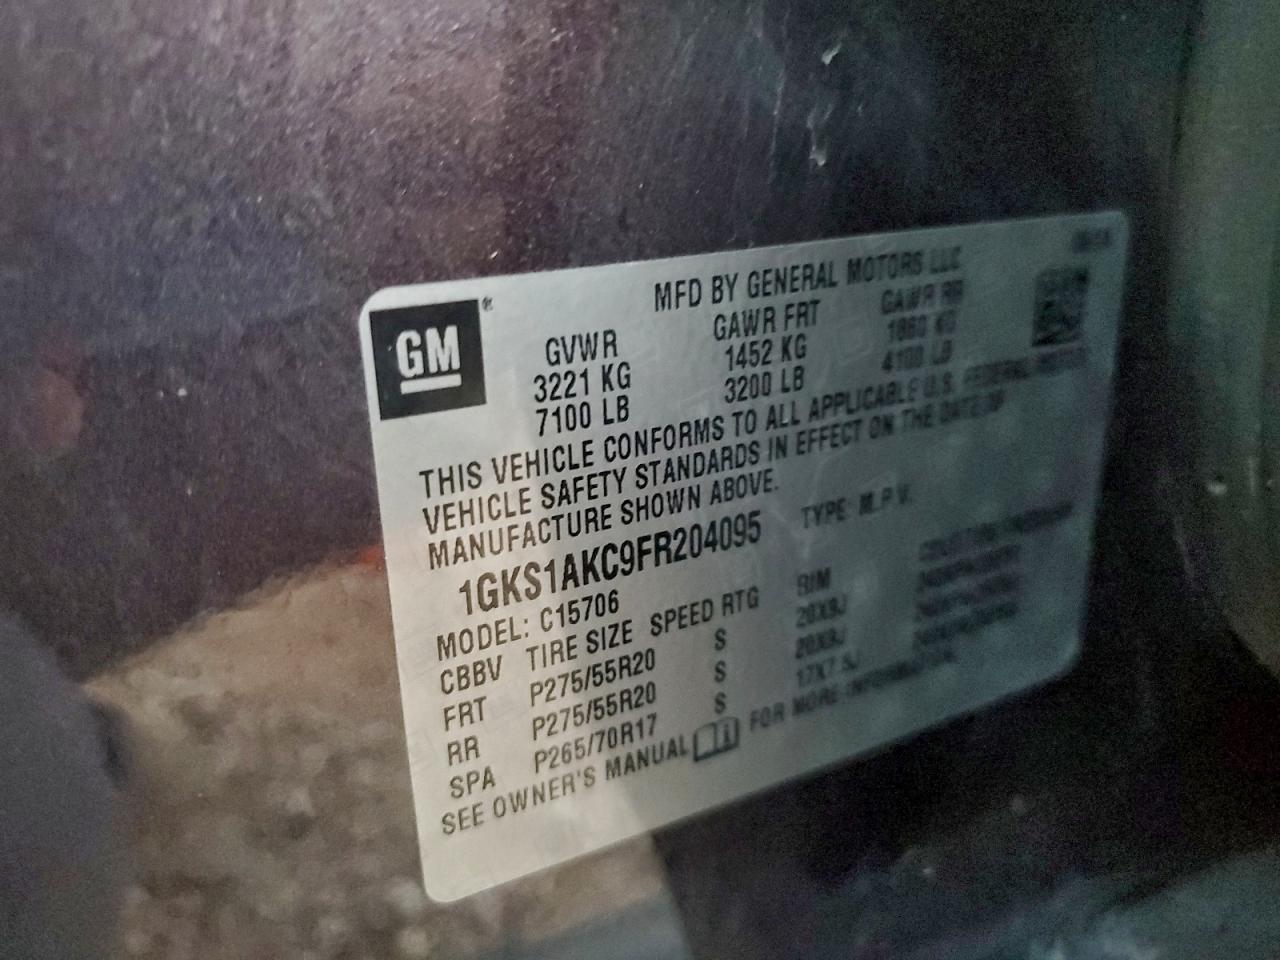 MFD BY GENERAL MOTORS LLC
GM®
GVWR GAWR FRT GAWR RR
3221 KG 1452 KG 1860 KG
7100 LB 3200 LB 4100 LB
THIS VEHICLE CONFORMS TO ALL APPLICABLE U.S. FEDERAL MOTOR
VEHICLE SAFETY STANDARDS IN EFFECT ON THE DATE OF
MANUFACTURE SHOWN ABOVE.
1GKS1AKC9FR204095 TYPE: M.P.V.
MODEL: C15706
CBBV TIRE SIZE SPEED RTG RIM
FRT P275/55R20 S 20X9J
RR P275/55R20 S 20X9J
SPA P265/70R17 S 17X7.5J
SEE OWNER'S MANUAL FOR MORE INFORMATION.